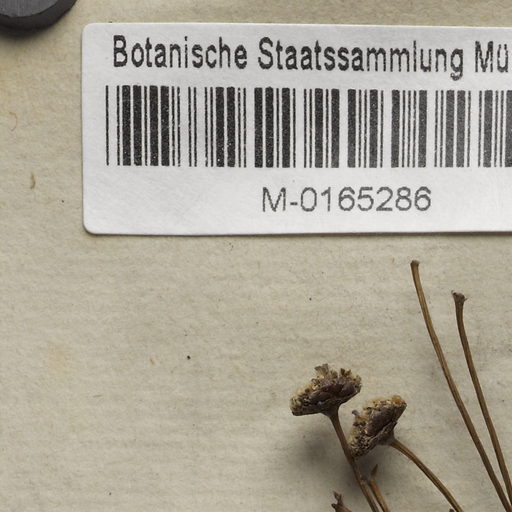 Botanische Staatssammlung Mü
M-0165286